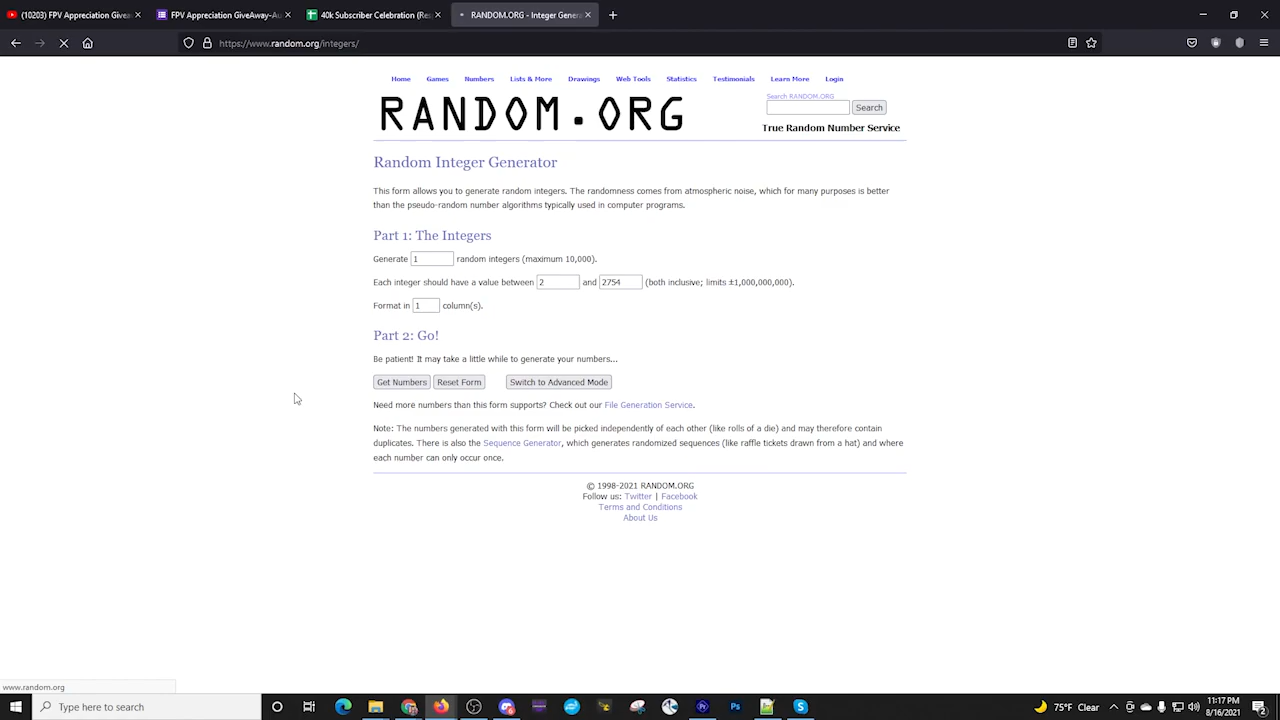 (10203) FPV Appreciation Give
FPV Appreciation GiveAway-Au
40k Subscriber Celebration (Res
RANDOM.ORG - Integer Genera
https://www.random.org/integers/
Home Games Numbers Lists & More Drawings Web Tools Statistics Testimonials Learn More Login
RANDOM.ORG
Search RANDOM.ORG
Search
True Random Number Service
Random Integer Generator
This form allows you to generate random integers. The randomness comes from atmospheric noise, which for many purposes is better
than the pseudo-random number algorithms typically used in computer programs.
Part 1: The Integers
Generate 1 random integers (maximum 10,000).
Each integer should have a value between 2 and 2754 (both inclusive; limits ±1,000,000,000).
Format in 1 column(s).
Part 2: Go!
Be patient! It may take a little while to generate your numbers...
Get Numbers Reset Form Switch to Advanced Mode
Need more numbers than this form supports? Check out our File Generation Service.
Note: The numbers generated with this form will be picked independently of each other (like rolls of a die) and may therefore contain
duplicates. There is also the Sequence Generator, which generates randomized sequences (like raffle tickets drawn from a hat) and where
each number can only occur once.
© 1998-2021 RANDOM.ORG
Follow us: Twitter | Facebook
Terms and Conditions
About Us
www.random.org
Type here to search
75°F Clear
11:17 PM
8/16/2021